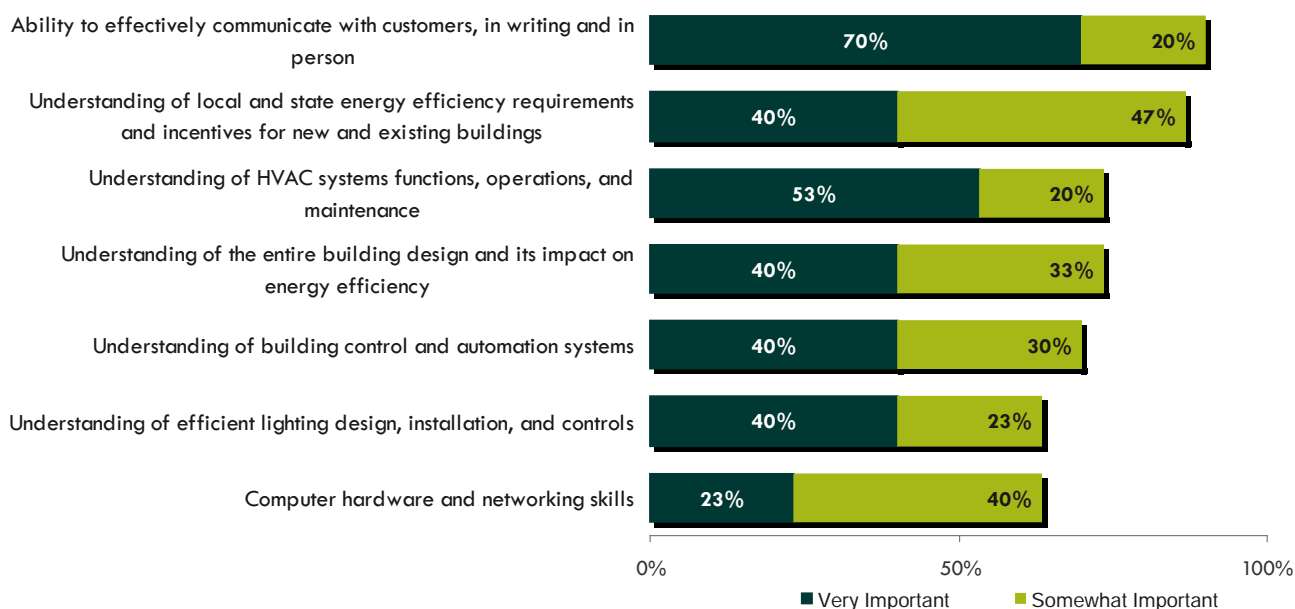 Ability to effectively communicate with customers, in writing and in
person
70%
20%
Understanding of local and state energy efficiency requirements
and incentives for new and existing buildings
40%
47%
Understanding of HVAC systems functions, operations, and
maintenance
53%
20%
Understanding of the entire building design and its impact on
energy efficiency
40%
33%
Understanding of building control and automation systems
40%
30%
Understanding of efficient lighting design, installation, and controls
40%
23%
Computer hardware and networking skills
23%
40%
0%
50%
100%
Very Important
Somewhat Important